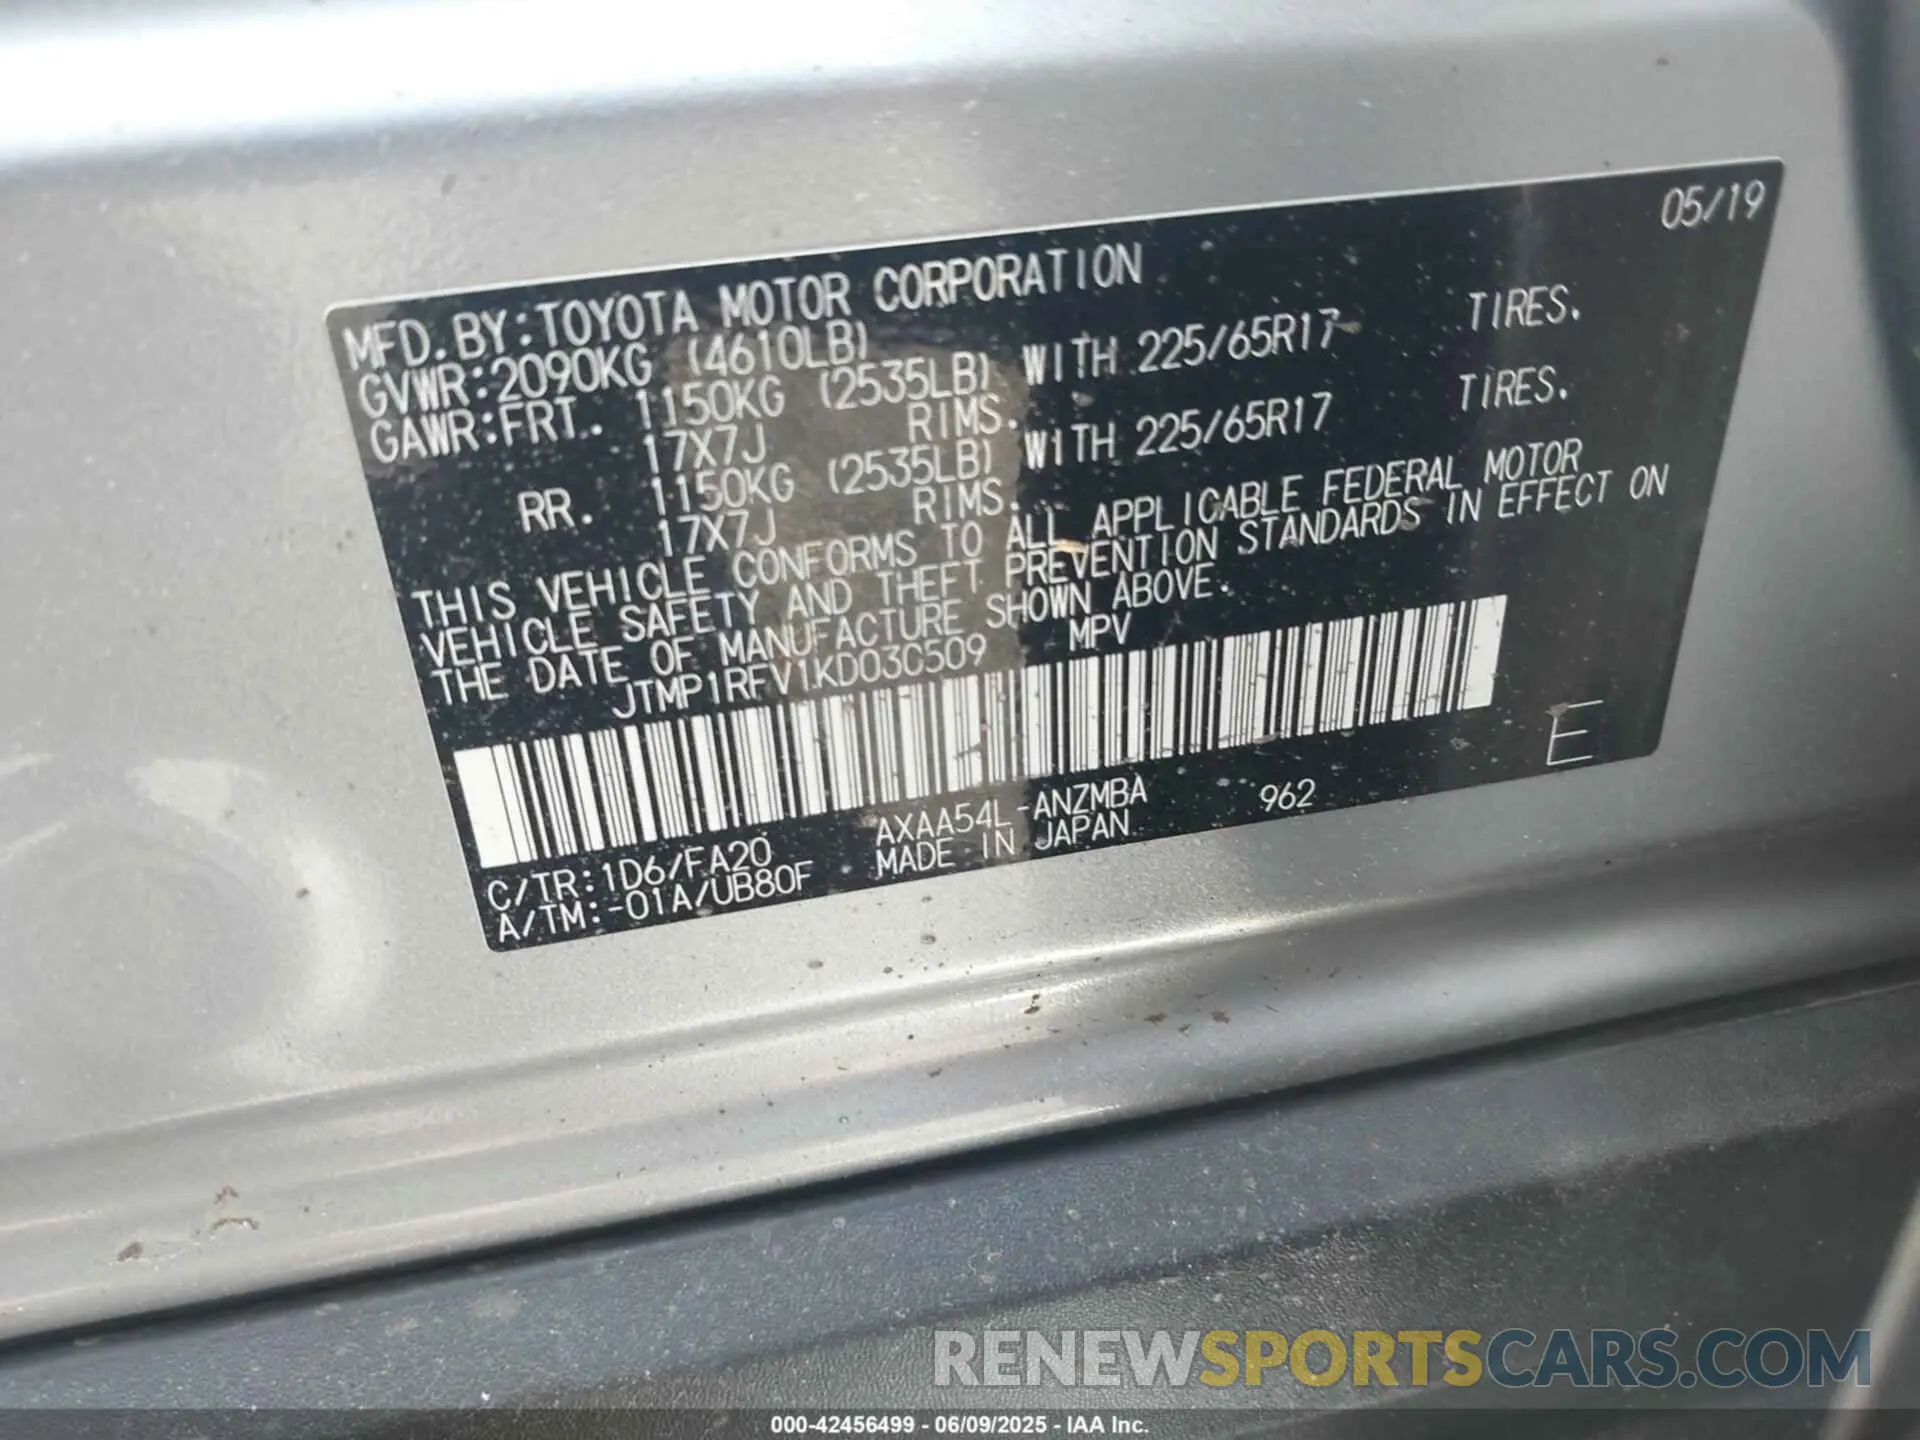 05/19
MFD. BY: TOYOTA MOTOR CORPORATION
GVWR: 2090KG (4610LB)
GAWR: FRT. 1150KG (2535LB) WITH 225/65R17 TIRES.
17X7J RIMS.
RR. 1150KG (2535LB) WITH 225/65R17 TIRES.
17X7J RIMS.
THIS VEHICLE CONFORMS TO ALL APPLICABLE FEDERAL MOTOR
VEHICLE SAFETY AND THEFT PREVENTION STANDARDS IN EFFECT ON
THE DATE OF MANUFACTURE SHOWN ABOVE.
JTMP1RFV1KD03C509 MPV
E
C/TR: 1D6/FA20 AXAA54L-ANZMBA 962
A/TM: -01A/UB80F MADE IN JAPAN
RENEWSPORTSCARS.COM
000-42456499 - 06/09/2025 - IAA Inc.